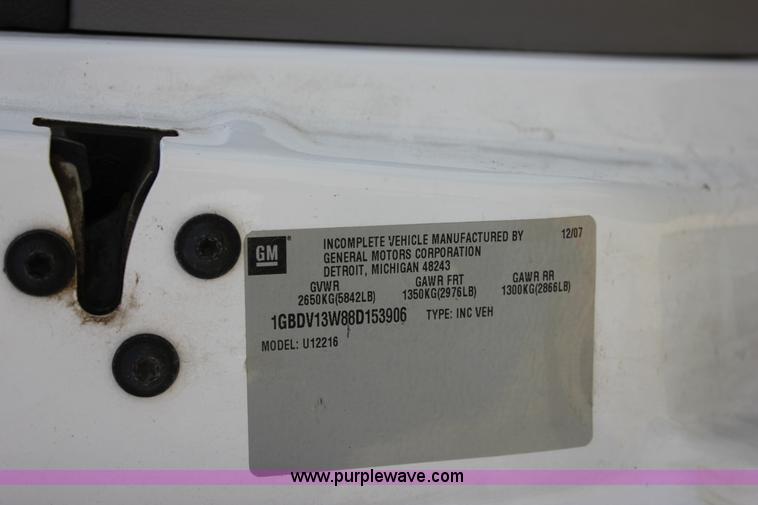 GM
INCOMPLETE VEHICLE MANUFACTURED BY 12/07
GENERAL MOTORS CORPORATION
DETROIT, MICHIGAN 48243
GVWR GAWR FRT GAWR RR
2650KG(5842LB) 1350KG(2976LB) 1300KG(2866LB)
1GBDV13W88D153906 TYPE: INC VEH
MODEL: U12216
www.purplewave.com